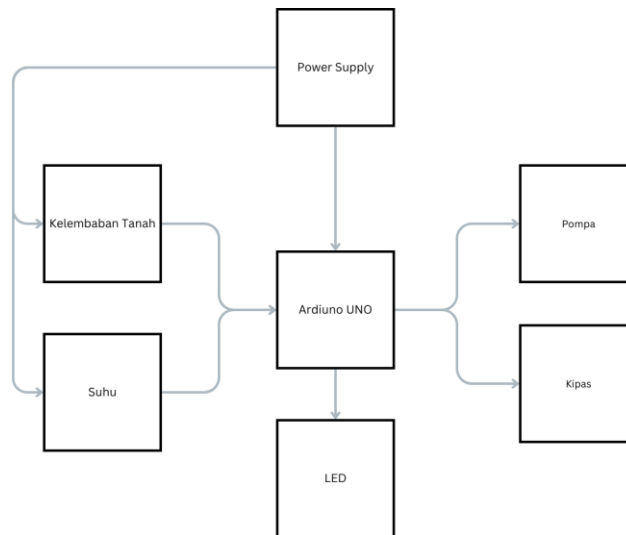 Power Supply
Kelembaban Tanah
Pompa
Ardiuno UNO
Suhu
Kipas
LED